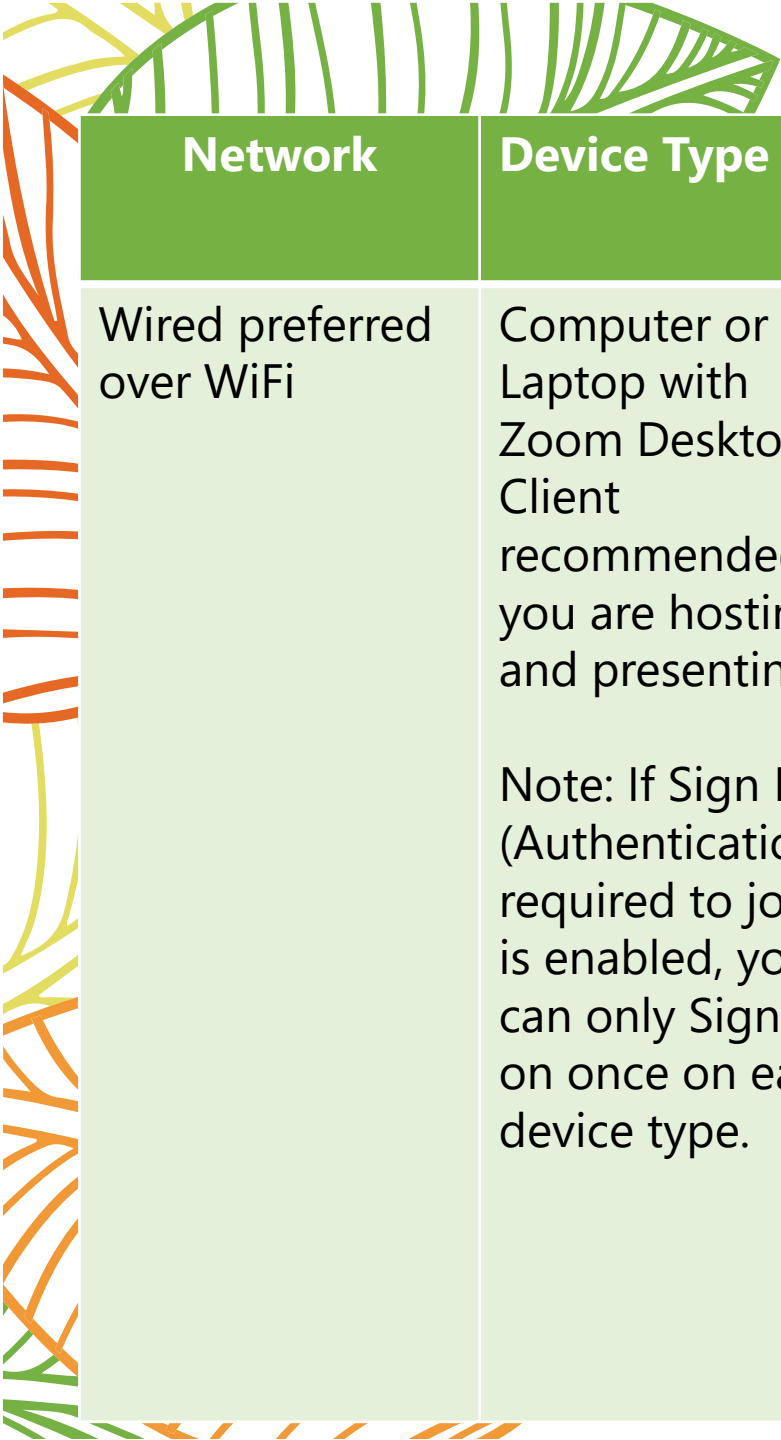 Network
Device Type
Wired preferred
over WiFi
Computer or
Laptop with
Zoom Deskto
Client
recommende
you are hostin
and presentin
Note: If Sign
(Authenticatio
required to jo
is enabled, yo
can only Sign
on once on ea
device type.